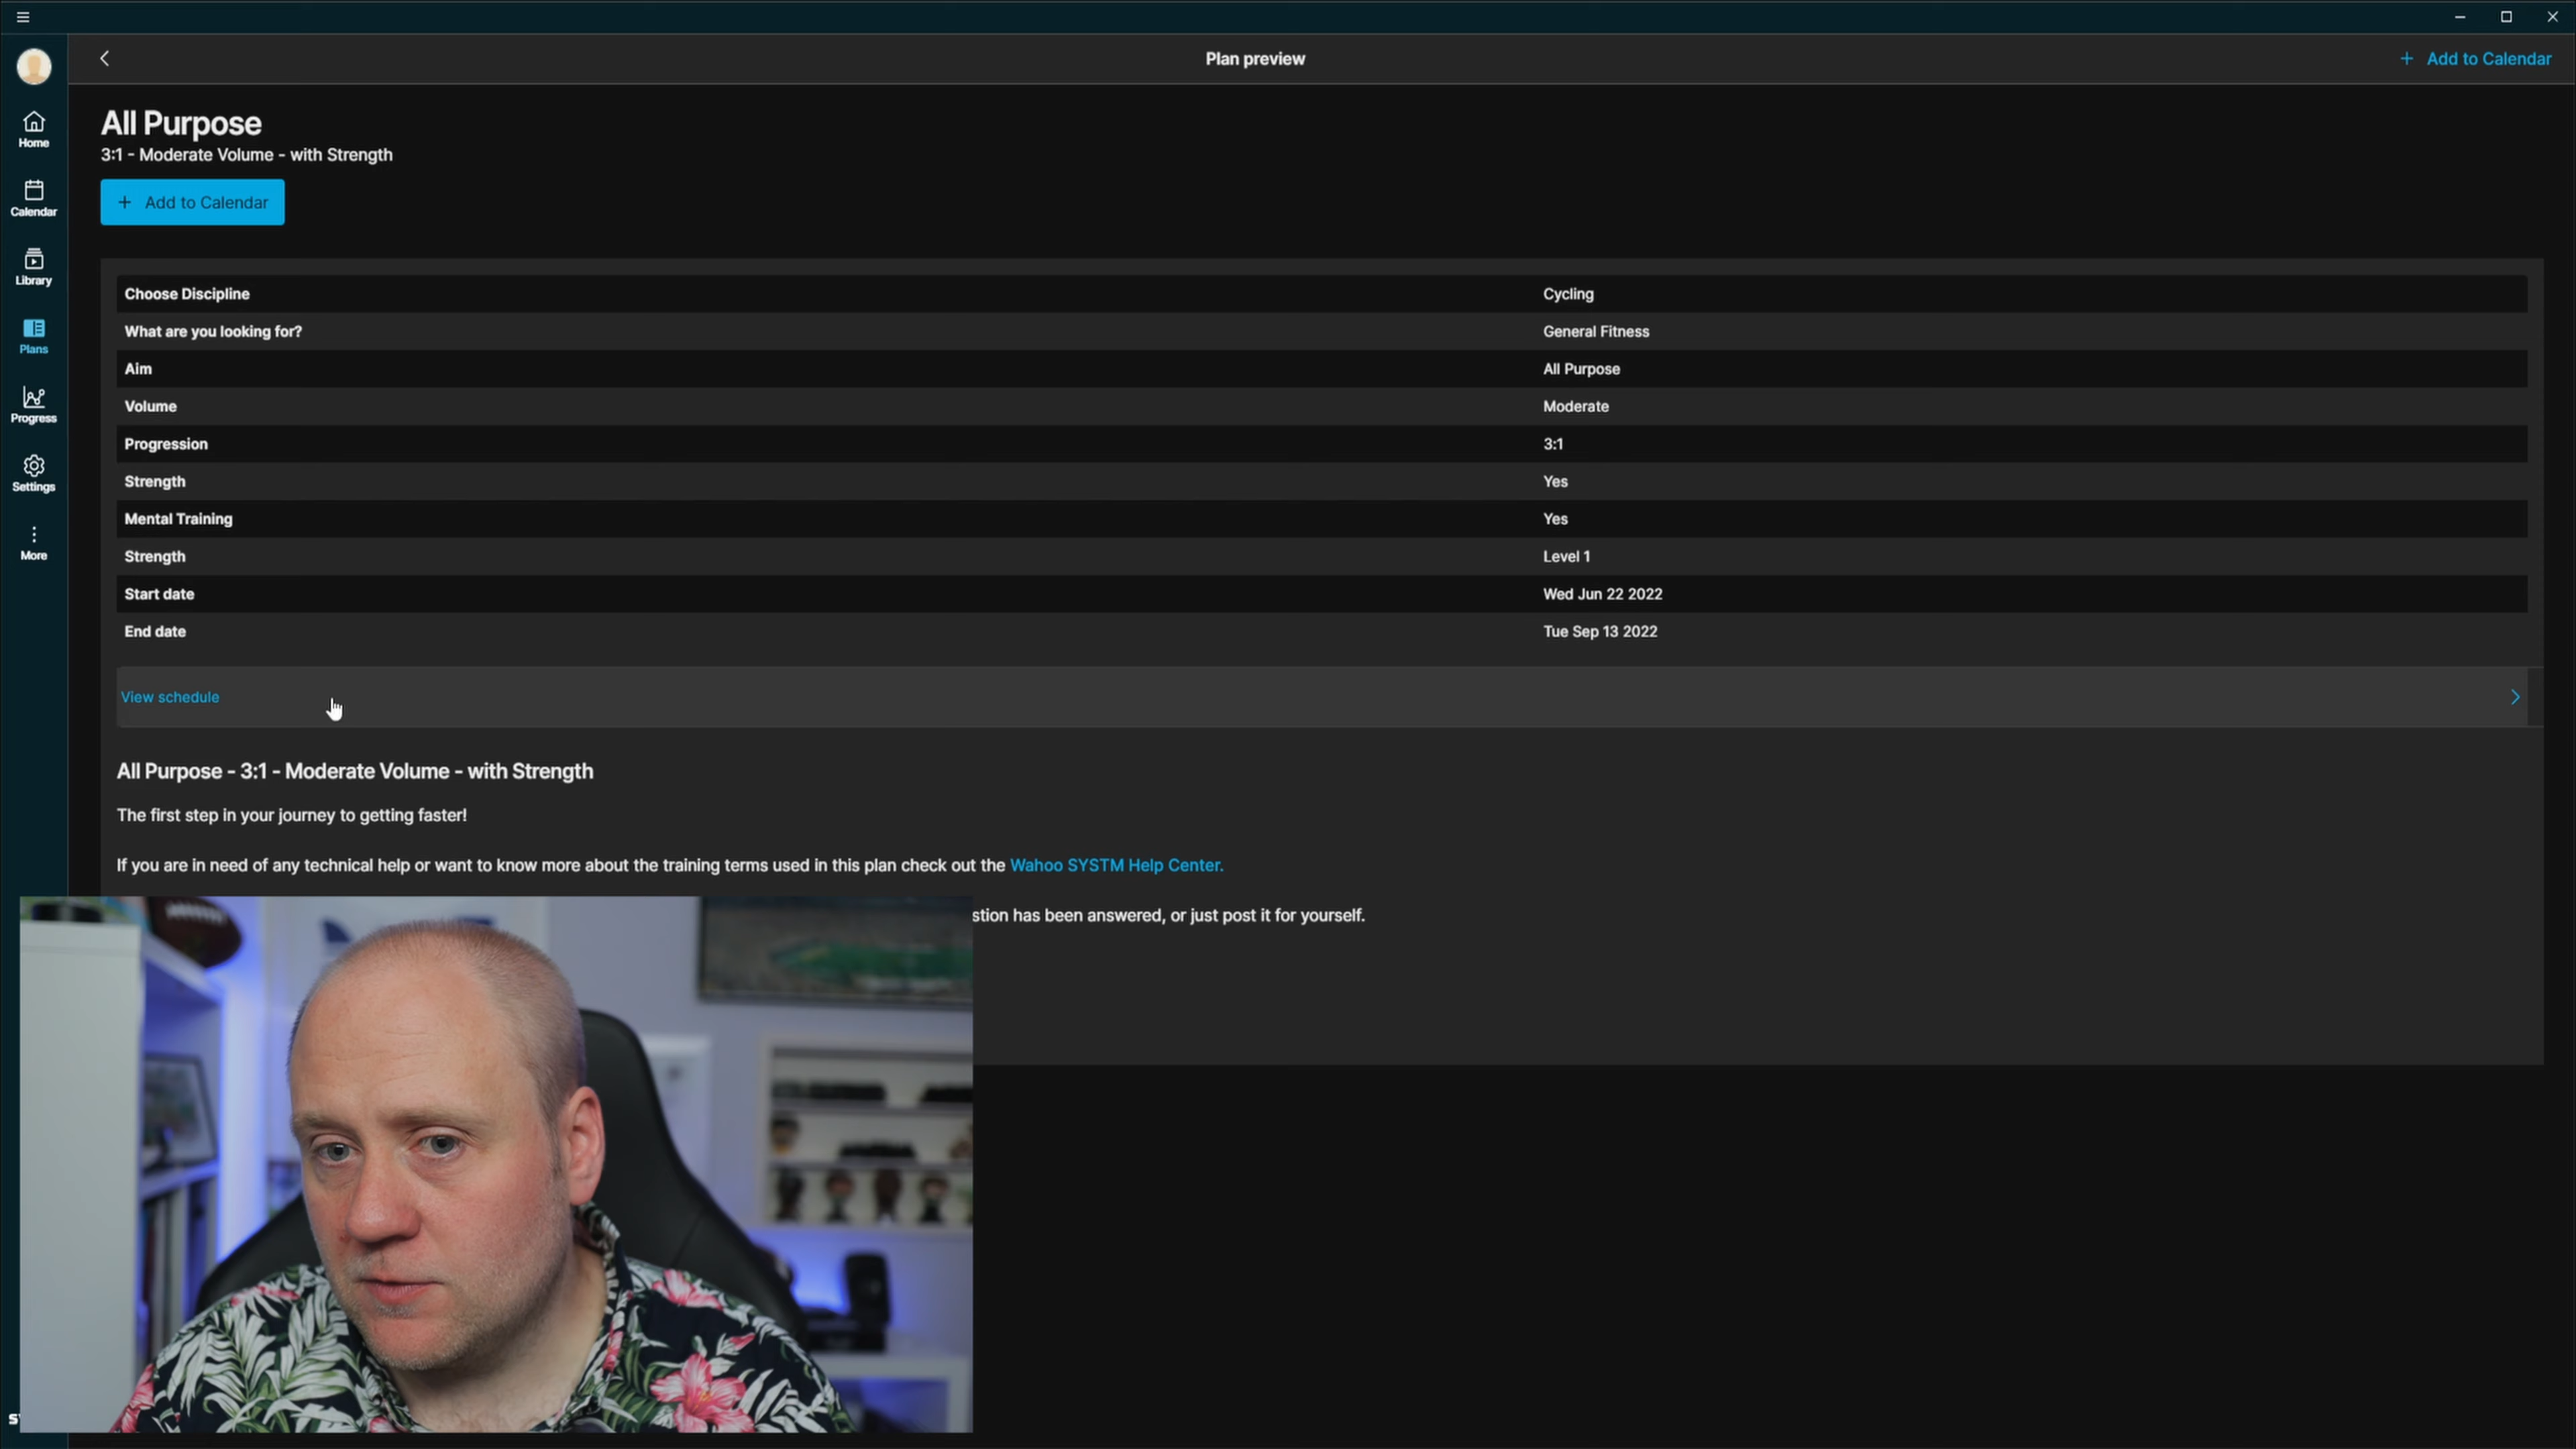 Plan preview
+ Add to Calendar
Home
Calendar
Library
Plans
Progress
Settings
More
All Purpose
3:1 - Moderate Volume - with Strength
+ Add to Calendar
Choose Discipline Cycling
What are you looking for? General Fitness
Aim All Purpose
Volume Moderate
Progression 3:1
Strength Yes
Mental Training Yes
Strength Level 1
Start date Wed Jun 22 2022
End date Tue Sep 13 2022
View schedule
All Purpose - 3:1 - Moderate Volume - with Strength
The first step in your journey to getting faster!
If you are in need of any technical help or want to know more about the training terms used in this plan check out the Wahoo SYSTM Help Center.
has been answered, or just post it for yourself.